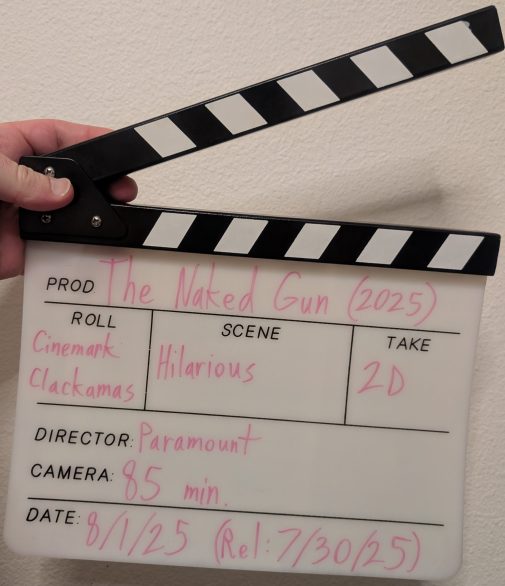 PROD. The Naked Gun (2025)
ROLL
Cinemark
Clackamas
SCENE
Hilarious
TAKE
2D
DIRECTOR: Paramount
CAMERA: 85 min.
DATE: 8/1/25 (Rel: 7/30/25)